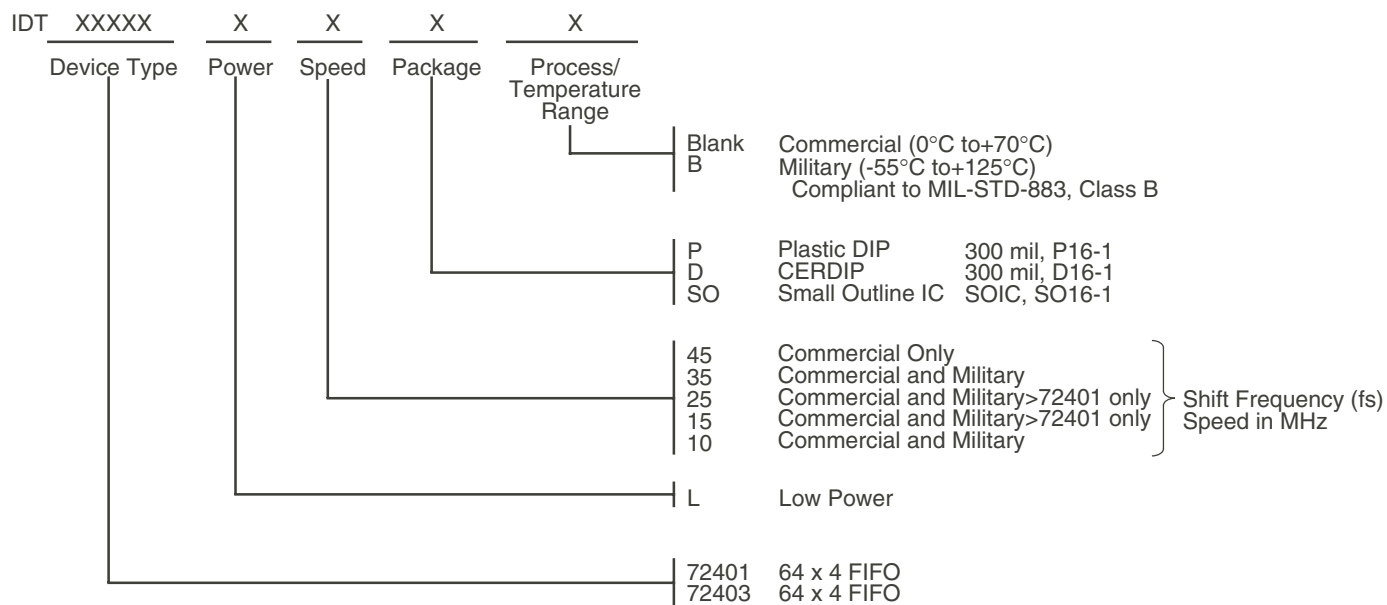 IDT XXXXX X X X X
Device Type Power Speed Package Process/
Temperature
Range
Blank Commercial (0°C to+70°C)
B Military (-55°C to+125°C)
Compliant to MIL-STD-883, Class B
P Plastic DIP 300 mil, P16-1
D CERDIP 300 mil, D16-1
SO Small Outline IC SOIC, SO16-1
45 Commercial Only
35 Commercial and Military
25 Commercial and Military>72401 only
15 Commercial and Military>72401 only
10 Commercial and Military
Shift Frequency (fs)
Speed in MHz
L Low Power
72401 64 x 4 FIFO
72403 64 x 4 FIFO